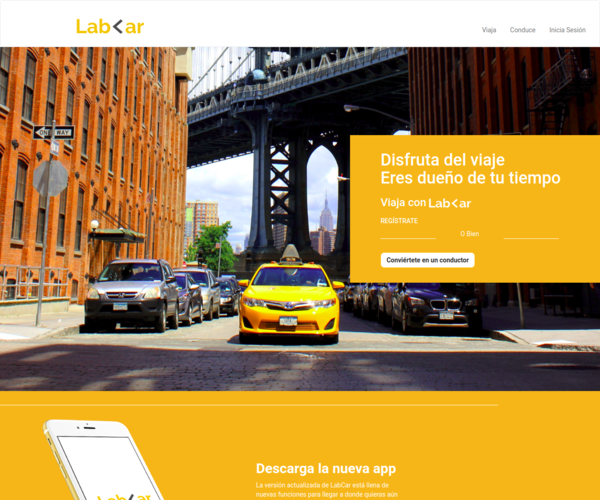 Lab<ar
Viaja
Conduce
Inicia Sesión
ONE WAY
Disfruta del viaje
Eres dueño de tu tiempo
Viaja con Lab<ar
REGÍSTRATE
O Bien
Conviértete en un conductor
Lab<ar
Descarga la nueva app
La versión actualizada de LabCar está llena de
nuevas funciones para llegar a donde quieras aún